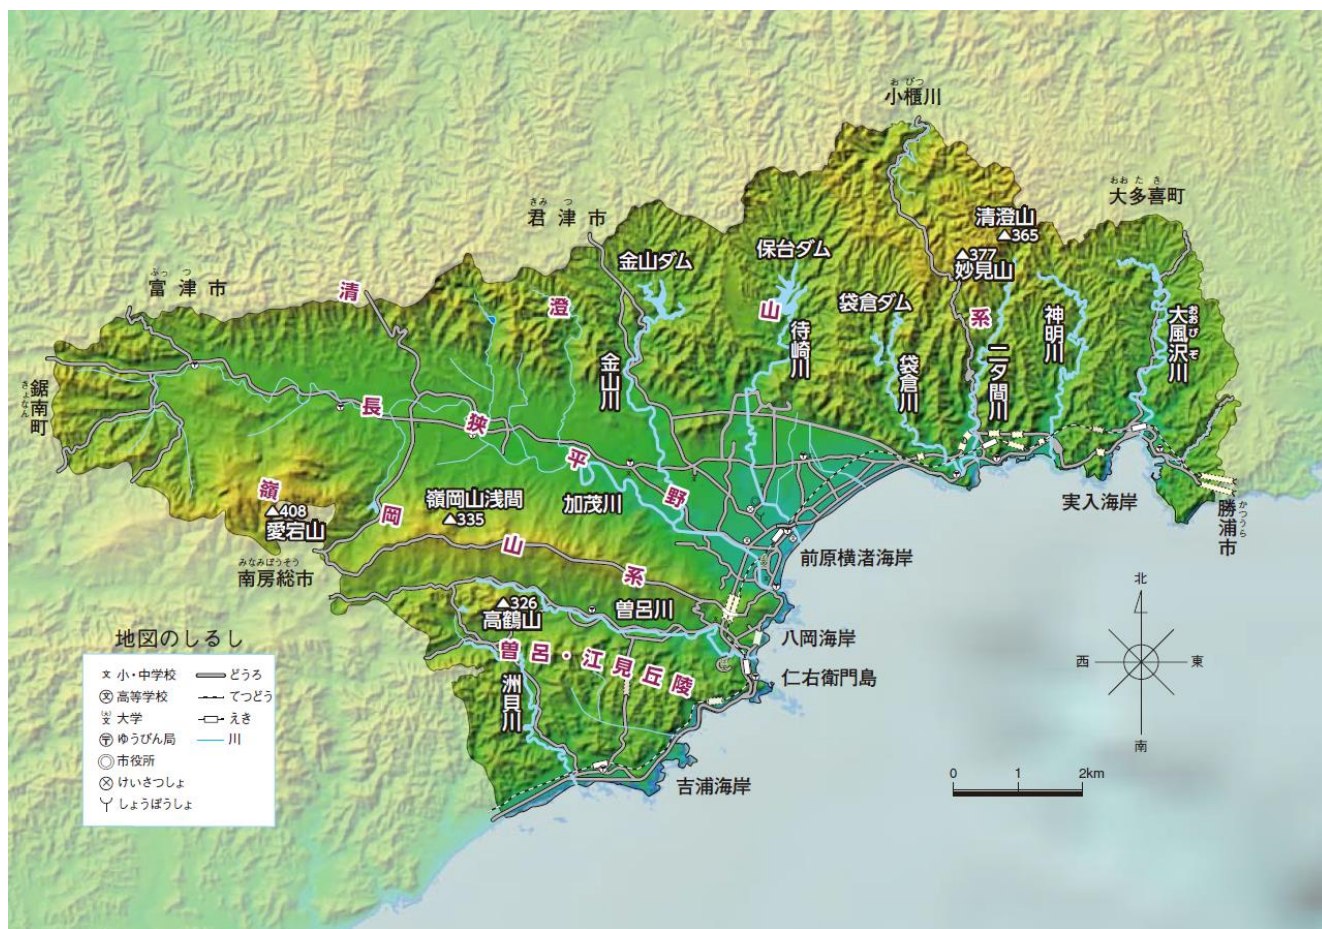 おびつ
小櫃川
おおたき
大多喜町
きみつ
君津市
清澄山
▲365
保台ダム
金山ダム
▲377
妙見山
ふっつ
富津市
清
澄
山
系
袋倉ダム
神明川
おおびぞ
大風沢川
待崎川
二タ間川
金山川
袋倉川
きょなん
鋸南町
長
狭
平
野
嶺
岡
山
系
嶺岡山浅間
▲335
加茂川
▲408
愛宕山
実入海岸
かつうら
勝浦市
前原横渚海岸
みなみぼうそう
南房総市
▲326
高鶴山
曽呂川
八岡海岸
曽呂・江見丘陵
仁右衛門島
洲貝川
吉浦海岸
北
西
東
南
0 1 2km
地図のしるし
文 小・中学校
文 高等学校
(大)文 大学
〒 ゆうびん局
市役所
けいさつしょ
しょうぼうしょ
どうろ
てつどう
えき
川